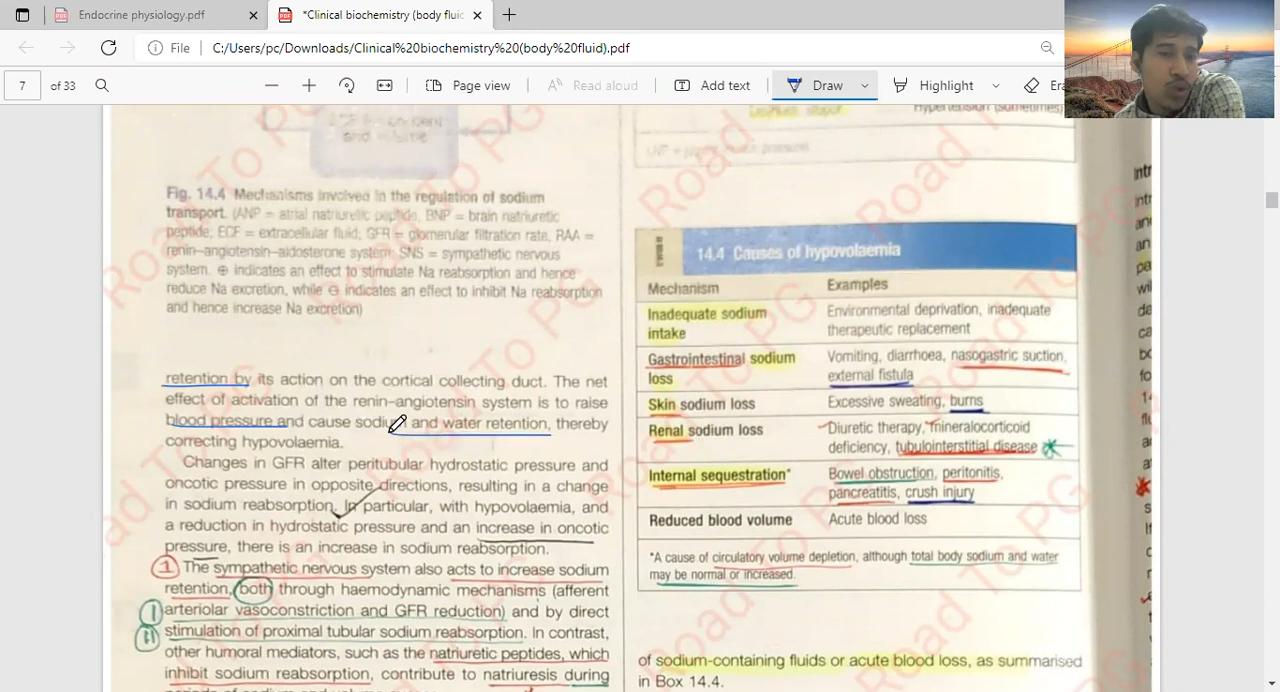 Endocrine physiology.pdf
*Clinical biochemistry (body fluid
File
C:/Users/pc/Downloads/Clinical%20biochemistry%20(body%20fluid).pdf
7 of 33
Page view
Read aloud
Add text
Draw
Highlight
Era
and volume
Fig. 14.4 Mechanisms involved in the regulation of sodium
transport. (ANP = atrial natriuretic peptide, BNP = brain natriuretic
peptide; ECF = extracellular fluid; GFR = glomerular filtration rate, RAA =
renin–angiotensin–aldosterone system; SNS = sympathetic nervous
system. ⊕ indicates an effect to stimulate Na reabsorption and hence
reduce Na excretion, while ⊖ indicates an effect to inhibit Na reabsorption
and hence increase Na excretion)
retention by its action on the cortical collecting duct. The net
effect of activation of the renin–angiotensin system is to raise
blood pressure and cause sodium and water retention, thereby
correcting hypovolaemia.
Changes in GFR alter peritubular hydrostatic pressure and
oncotic pressure in opposite directions, resulting in a change
in sodium reabsorption. In particular, with hypovolaemia, and
a reduction in hydrostatic pressure and an increase in oncotic
pressure, there is an increase in sodium reabsorption.
1 The sympathetic nervous system also acts to increase sodium
retention, both through haemodynamic mechanisms (afferent
I arteriolar vasoconstriction and GFR reduction) and by direct
II stimulation of proximal tubular sodium reabsorption. In contrast,
other humoral mediators, such as the natriuretic peptides, which
inhibit sodium reabsorption, contribute to natriuresis during
Hypertension (sometimes)
14.4 Causes of hypovolaemia
Mechanism Examples
Inadequate sodium Environmental deprivation, inadequate
intake therapeutic replacement
Gastrointestinal sodium Vomiting, diarrhoea, nasogastric suction,
loss external fistula
Skin sodium loss Excessive sweating, burns
Renal sodium loss Diuretic therapy, mineralocorticoid
deficiency, tubulointerstitial disease
Internal sequestration* Bowel obstruction, peritonitis,
pancreatitis, crush injury
Reduced blood volume Acute blood loss
*A cause of circulatory volume depletion, although total body sodium and water
may be normal or increased.
of sodium-containing fluids or acute blood loss, as summarised
in Box 14.4.
Road To PG